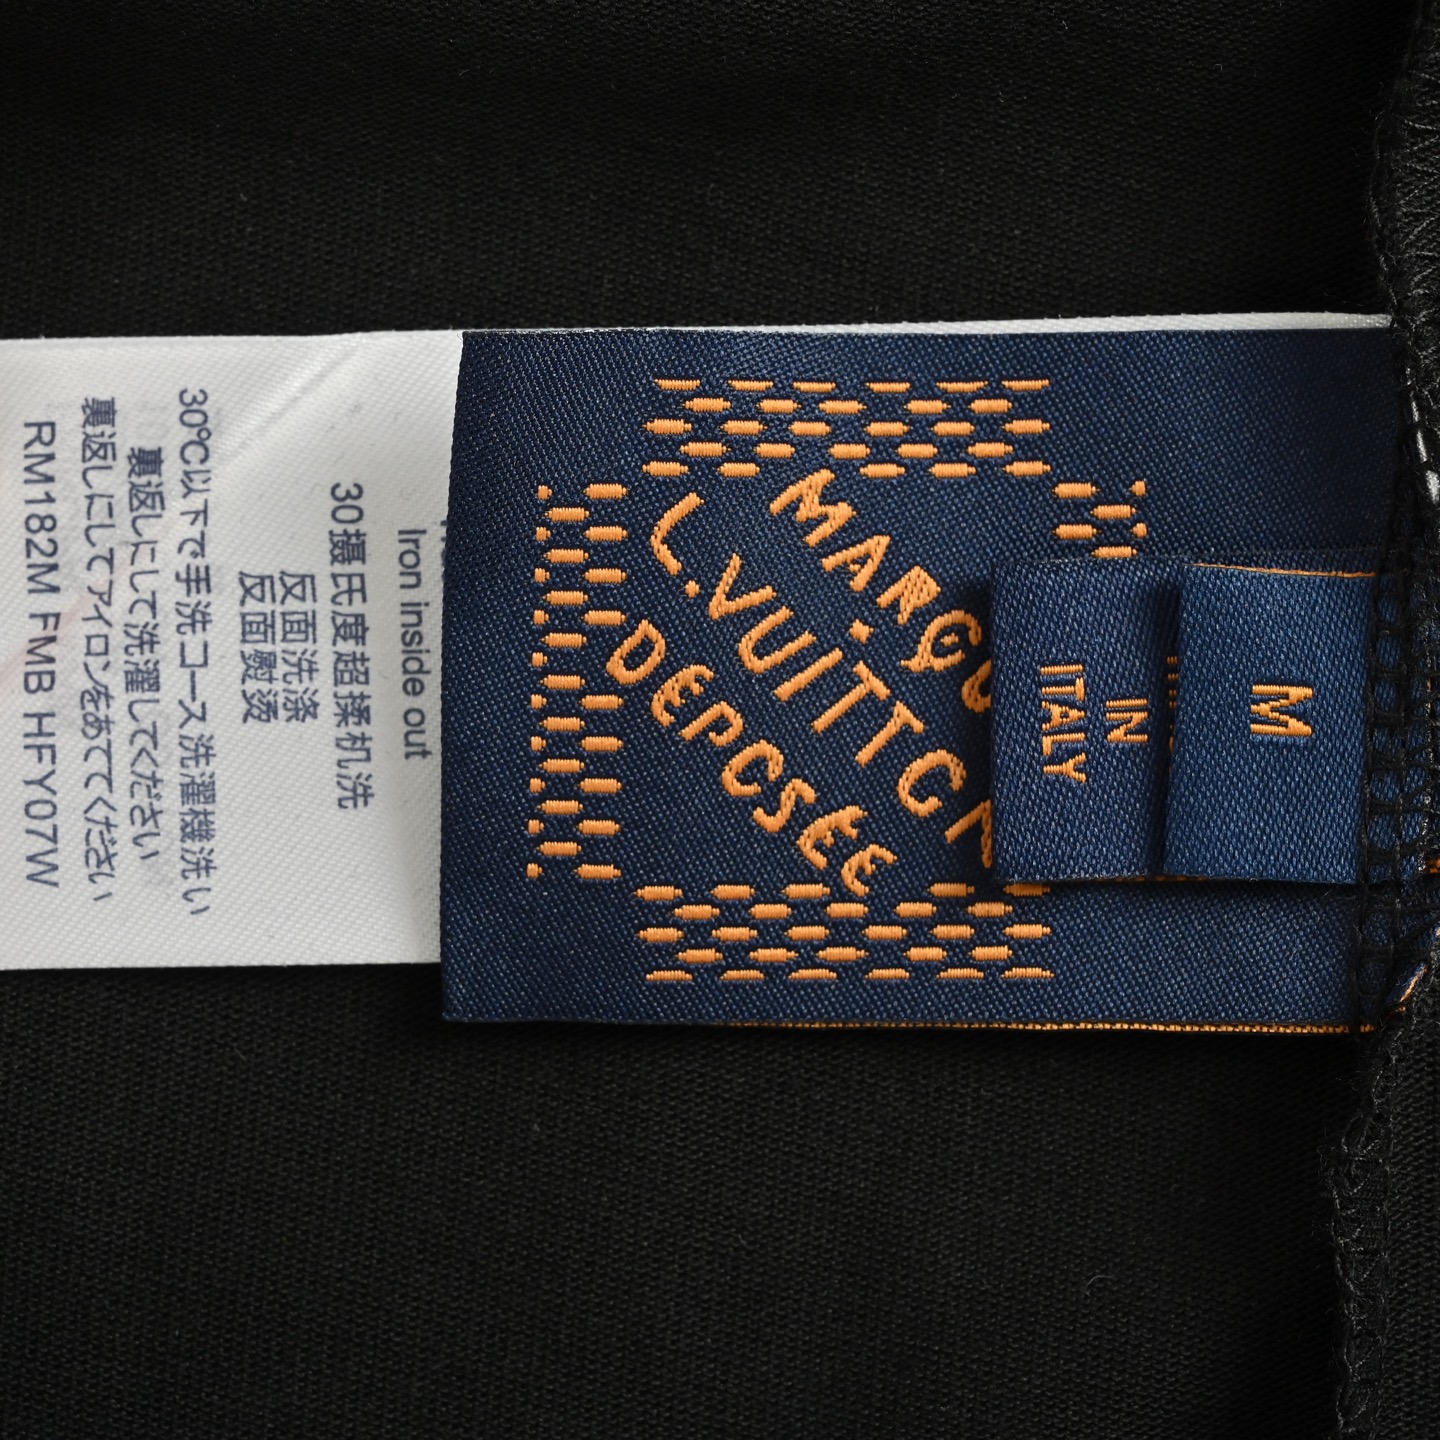 MARQU
L.VUITTON
DEPOSÉE
IN
ITALY
M
Iron inside out
30摄氏度超揉机洗
反面洗涤
反面熨烫
30℃以下で手洗コース洗濯機洗い
裏返しにして洗濯してください
裏返しにしてアイロンをあててください
RM182M FMB HFY07W